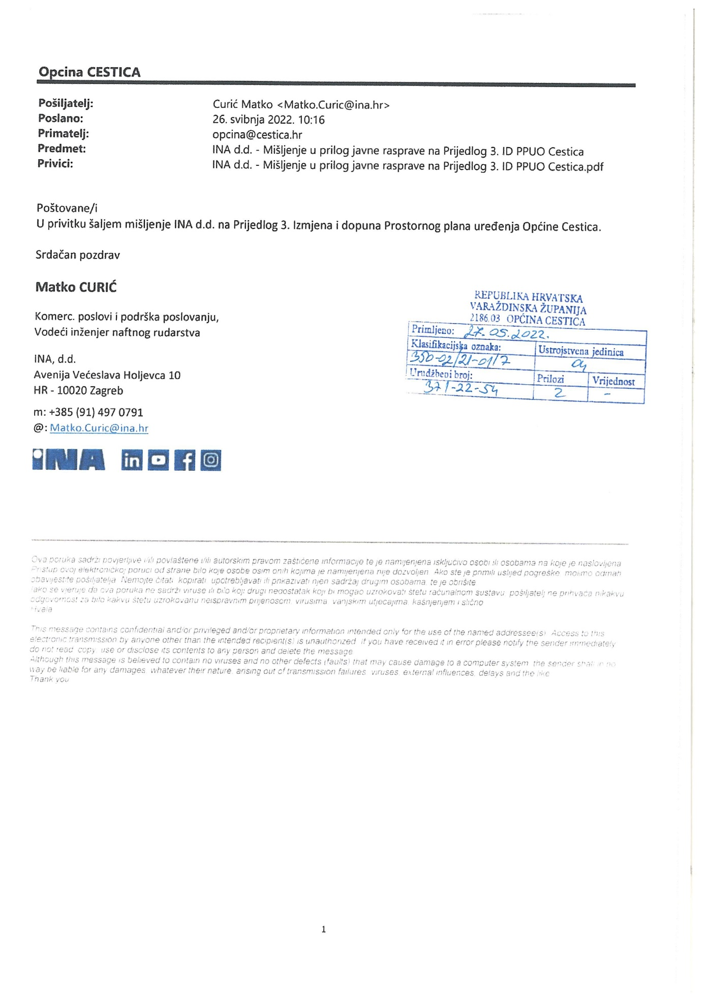 Opcina CESTICA
Pošiljatelj: Curić Matko <Matko.Curic@ina.hr>
Poslano: 26. svibnja 2022. 10:16
Primatelj: opcina@cestica.hr
Predmet: INA d.d. - Mišljenje u prilog javne rasprave na Prijedlog 3. ID PPUO Cestica
Privici: INA d.d. - Mišljenje u prilog javne rasprave na Prijedlog 3. ID PPUO Cestica.pdf
Poštovane/i
U privitku šaljem mišljenje INA d.d. na Prijedlog 3. Izmjena i dopuna Prostornog plana uređenja Općine Cestica.
Srdačan pozdrav
Matko CURIĆ
Komerc. poslovi i podrška poslovanju,
Vodeći inženjer naftnog rudarstva
INA, d.d.
Avenija Većeslava Holjevca 10
HR - 10020 Zagreb
m: +385 (91) 497 0791
@: Matko.Curic@ina.hr
INA in f
REPUBLIKA HRVATSKA
VARAŽDINSKA ŽUPANIJA
2186.03 OPĆINA CESTICA
Primljeno: 27.05.2022.
Klasifikacijska oznaka: Ustrojstvena jedinica
350-02/21-01/7 04
Urudžbeni broj: Prilozi Vrijednost
371-22-54 2 -
Ova poruka sadrži povjerljive i/ili povlaštene i/ili autorskim pravom zaštićene informacije te je namijenjena isključivo osobi ili osobama na koje je naslovljena
Pristup ovoj elektroničkoj poruci od strane bilo koje osobe osim onih kojima je namijenjena nije dozvoljen Ako ste je primili uslijed pogreške molimo odmah
obavijestite pošiljatelja Nemojte čitati kopirati upotrebljavati ili prikazivati njen sadržaj drugim osobama te je obrišite
Iako se vjeruje da ova poruka ne sadrži viruse ili bilo koji drugi nedostatak koji bi mogao uzrokovati štetu računalnom sustavu pošiljatelj ne prihvaća nikakvu
odgovornost za bilo kakvu štetu uzrokovanu neispravnim prijenosom virusima vanjskim utjecajima kašnjenjem i slično
Hvala
This message contains confidential and/or privileged and/or proprietary information intended only for the use of the named addressee(s) Access to this
electronic transmission by anyone other than the intended recipient(s) is unauthorized If you have received it in error please notify the sender immediately
do not read copy use or disclose its contents to any person and delete the message
Although this message is believed to contain no viruses and no other defects (faults) that may cause damage to a computer system the sender shall in no
way be liable for any damages whatever their nature arising out of transmission failures viruses external influences, delays and the like
Thank you
1